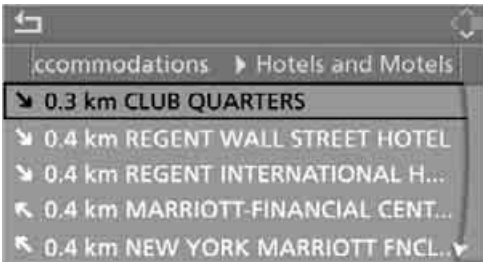 ccommodations Hotels and Motels
0.3 km CLUB QUARTERS
0.4 km REGENT WALL STREET HOTEL
0.4 km REGENT INTERNATIONAL H...
0.4 km MARRIOTT-FINANCIAL CENT...
0.4 km NEW YORK MARRIOTT FNCL...